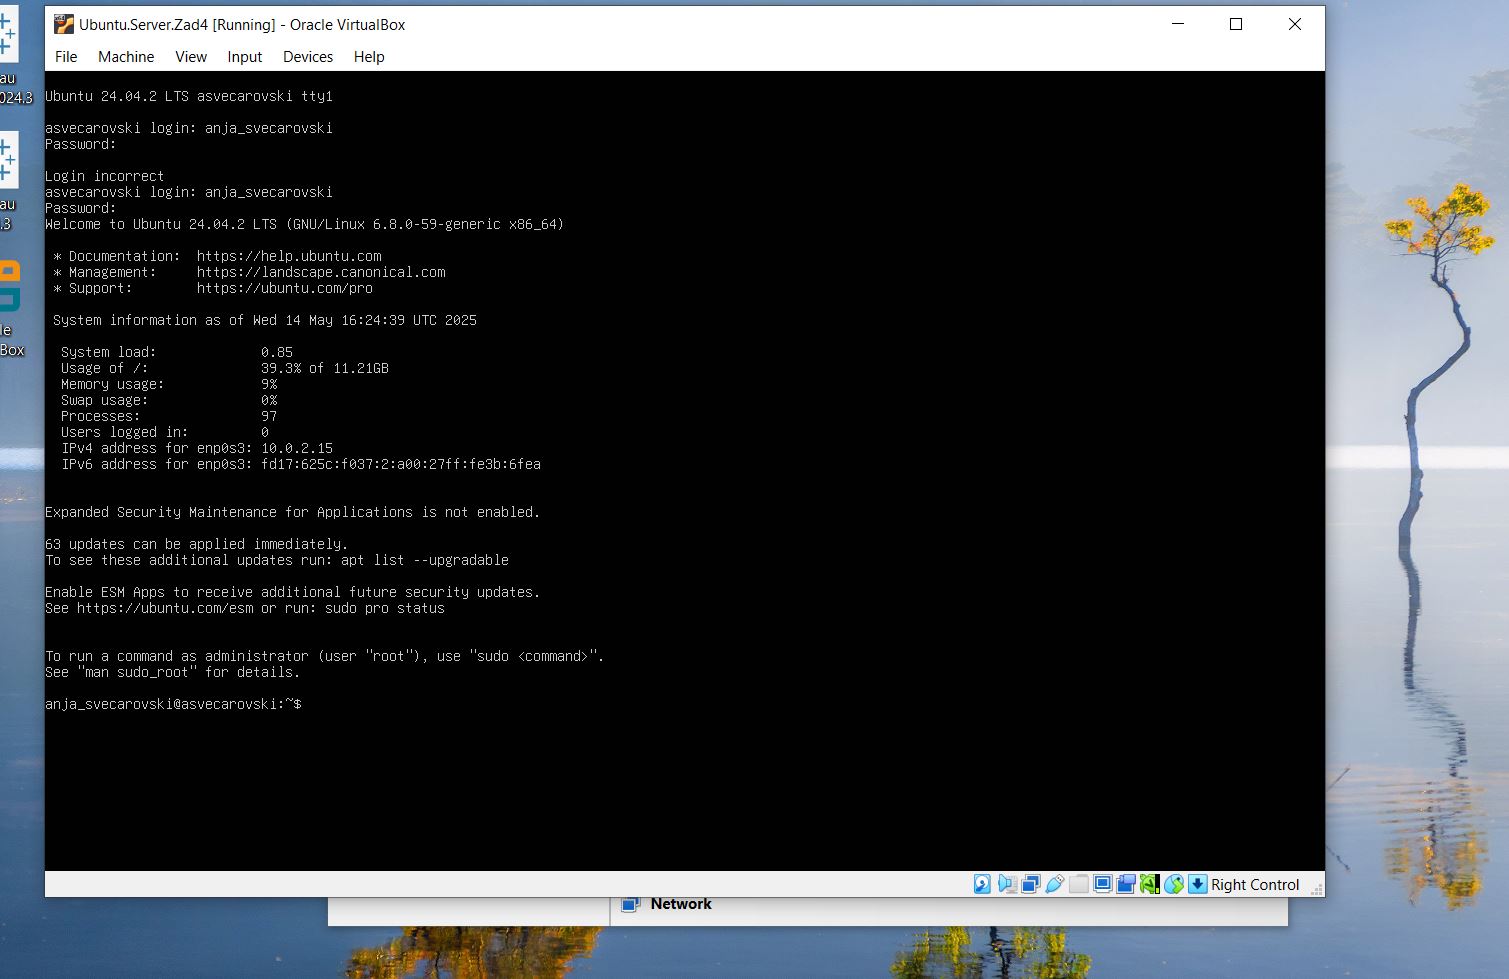 Ubuntu.Server.Zad4 [Running] - Oracle VirtualBox
File Machine View Input Devices Help
au
024.3
au
.3
le
Box
Ubuntu 24.04.2 LTS asvecarovski tty1
asvecarovski login: anja_svecarovski
Password:
Login incorrect
asvecarovski login: anja_svecarovski
Password:
Welcome to Ubuntu 24.04.2 LTS (GNU/Linux 6.8.0-59-generic x86_64)
* Documentation: https://help.ubuntu.com
* Management: https://landscape.canonical.com
* Support: https://ubuntu.com/pro
System information as of Wed 14 May 16:24:39 UTC 2025
System load: 0.85
Usage of /: 39.3% of 11.21GB
Memory usage: 9%
Swap usage: 0%
Processes: 97
Users logged in: 0
IPv4 address for enp0s3: 10.0.2.15
IPv6 address for enp0s3: fd17:625c:f037:2:a00:27ff:fe3b:6fea
Expanded Security Maintenance for Applications is not enabled.
63 updates can be applied immediately.
To see these additional updates run: apt list --upgradable
Enable ESM Apps to receive additional future security updates.
See https://ubuntu.com/esm or run: sudo pro status
To run a command as administrator (user "root"), use "sudo <command>".
See "man sudo_root" for details.
anja_svecarovski@asvecarovski:~$
Right Control
Network